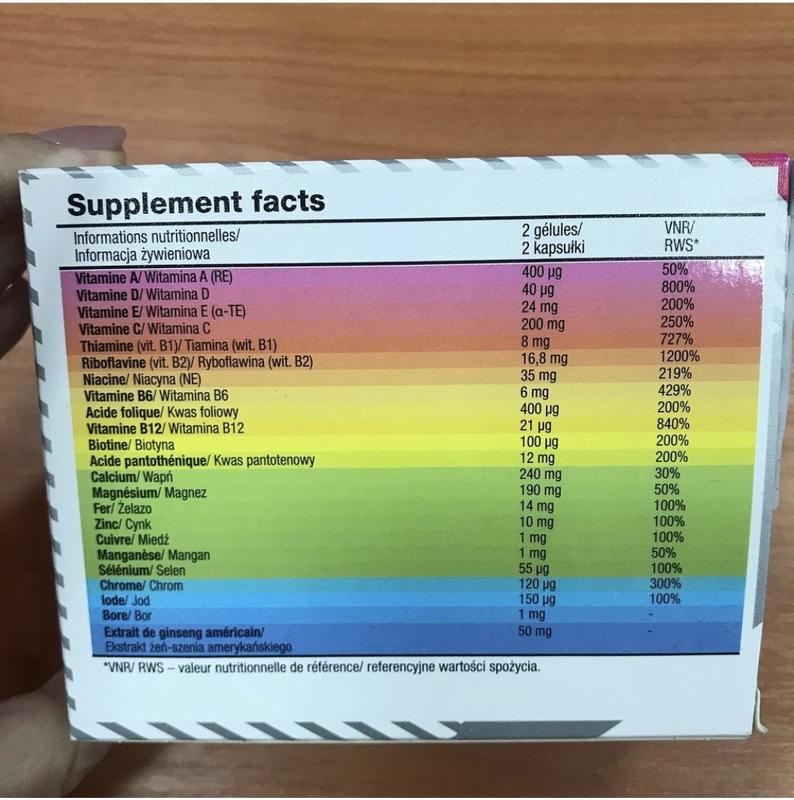 Supplement facts
Informations nutritionnelles/ 2 gélules/ VNR/
Informacja żywieniowa 2 kapsułki RWS*
Vitamine A/ Witamina A (RE) 400 µg 50%
Vitamine D/ Witamina D 40 µg 800%
Vitamine E/ Witamina E (α-TE) 24 mg 200%
Vitamine C/ Witamina C 200 mg 250%
Thiamine (vit. B1)/ Tiamina (wit. B1) 8 mg 727%
Riboflavine (vit. B2)/ Ryboflawina (wit. B2) 16,8 mg 1200%
Niacine/ Niacyna (NE) 35 mg 219%
Vitamine B6/ Witamina B6 6 mg 429%
Acide folique/ Kwas foliowy 400 µg 200%
Vitamine B12/ Witamina B12 21 µg 840%
Biotine/ Biotyna 100 µg 200%
Acide pantothénique/ Kwas pantotenowy 12 mg 200%
Calcium/ Wapń 240 mg 30%
Magnésium/ Magnez 190 mg 50%
Fer/ Żelazo 14 mg 100%
Zinc/ Cynk 10 mg 100%
Cuivre/ Miedź 1 mg 100%
Manganèse/ Mangan 1 mg 50%
Sélénium/ Selen 55 µg 100%
Chrome/ Chrom 120 µg 300%
Iode/ Jod 150 µg 100%
Bore/ Bor 1 mg -
Extrait de ginseng américain/ 50 mg -
Ekstrakt żeń-szenia amerykańskiego
*VNR/ RWS – valeur nutritionnelle de référence/ referencyjne wartości spożycia.